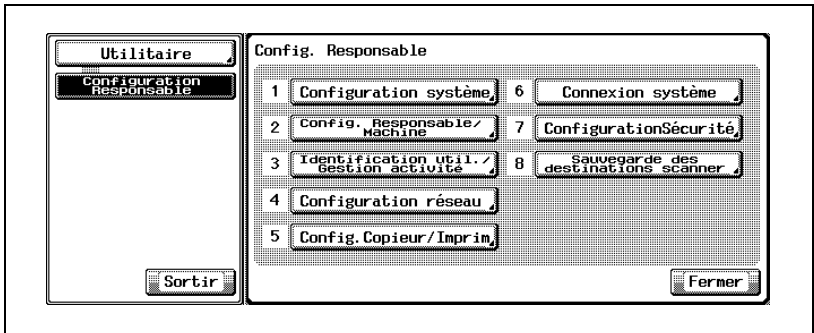 Utilitaire
Configuration
Responsable
Sortir
Config. Responsable
1 Configuration système
2 Config. Responsable/
Machine
3 Identification util./
Gestion activité
4 Configuration réseau
5 Config.Copieur/Imprim
6 Connexion système
7 ConfigurationSécurité
8 Sauvegarde des
destinations scanner
Fermer